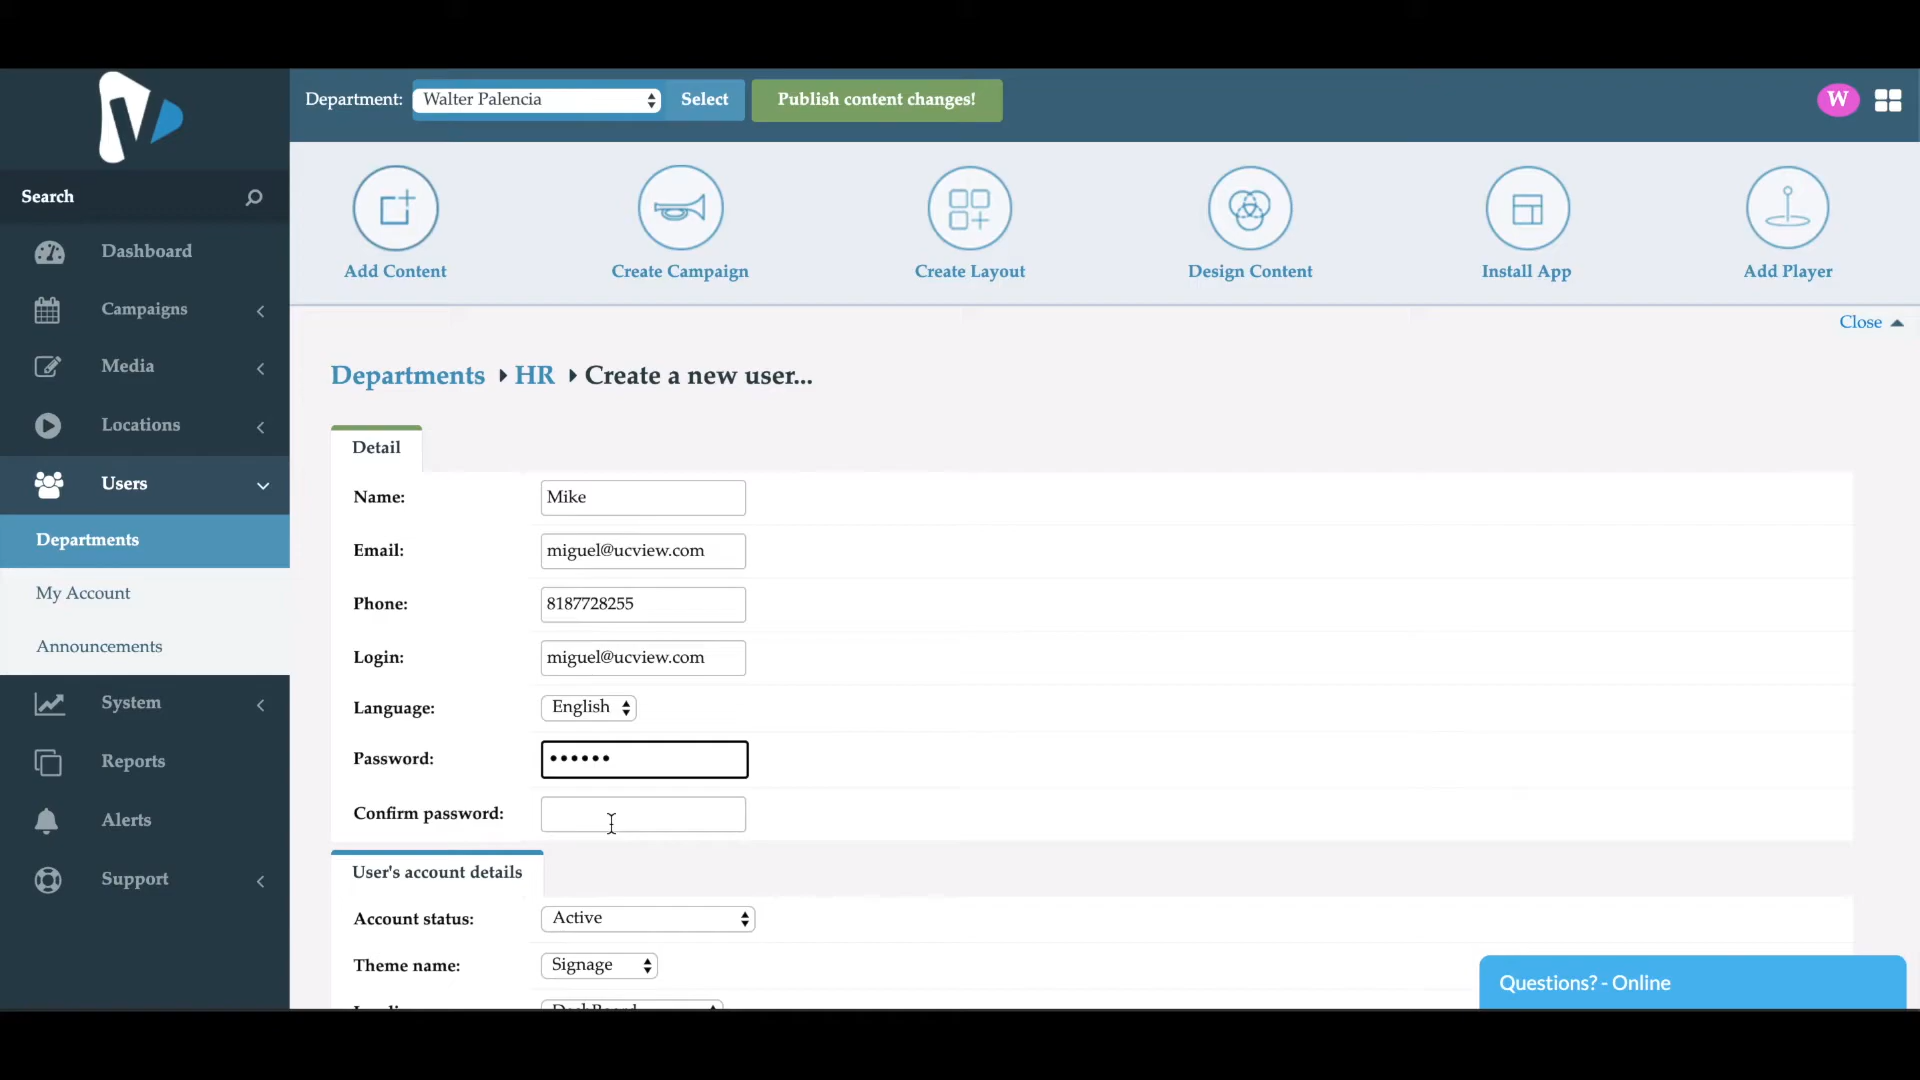 Department:
Walter Palencia
Select
Publish content changes!
W
Search
Dashboard
Campaigns
Media
Locations
Users
Departments
My Account
Announcements
System
Reports
Alerts
Support
Add Content
Create Campaign
Create Layout
Design Content
Install App
Add Player
Close
Departments HR Create a new user...
Detail
Name: Mike
Email: miguel@ucview.com
Phone: 8187728255
Login: miguel@ucview.com
Language: English
Password: ••••••
Confirm password:
User's account details
Account status: Active
Theme name: Signage
DashBoard
Questions? - Online